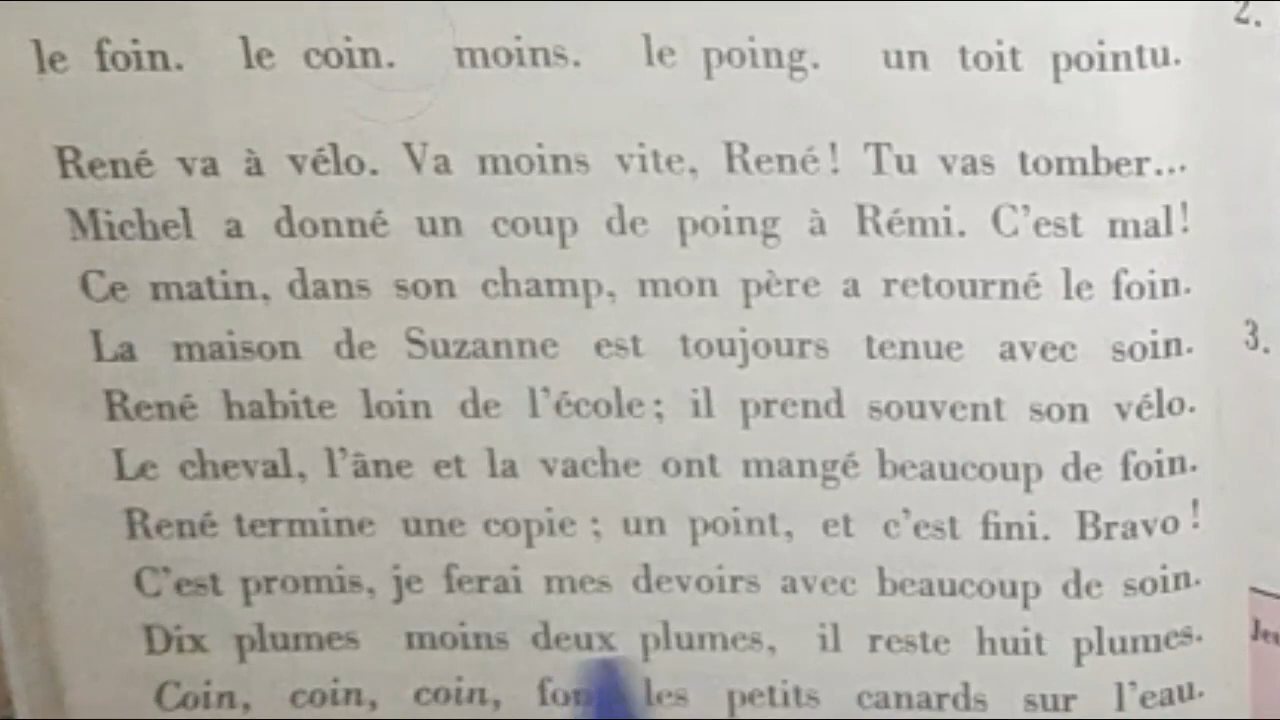 2.
le foin. le coin. moins. le poing. un toit pointu.
René va à vélo. Va moins vite, René! Tu vas tomber...
Michel a donné un coup de poing à Rémi. C'est mal!
Ce matin, dans son champ, mon père a retourné le foin.
La maison de Suzanne est toujours tenue avec soin.
3.
René habite loin de l'école; il prend souvent son vélo.
Le cheval, l'âne et la vache ont mangé beaucoup de foin.
René termine une copie; un point, et c'est fini. Bravo!
C'est promis, je ferai mes devoirs avec beaucoup de soin.
Dix plumes moins deux plumes, il reste huit plumes.
Coin, coin, coin, les petits canards sur l'eau.